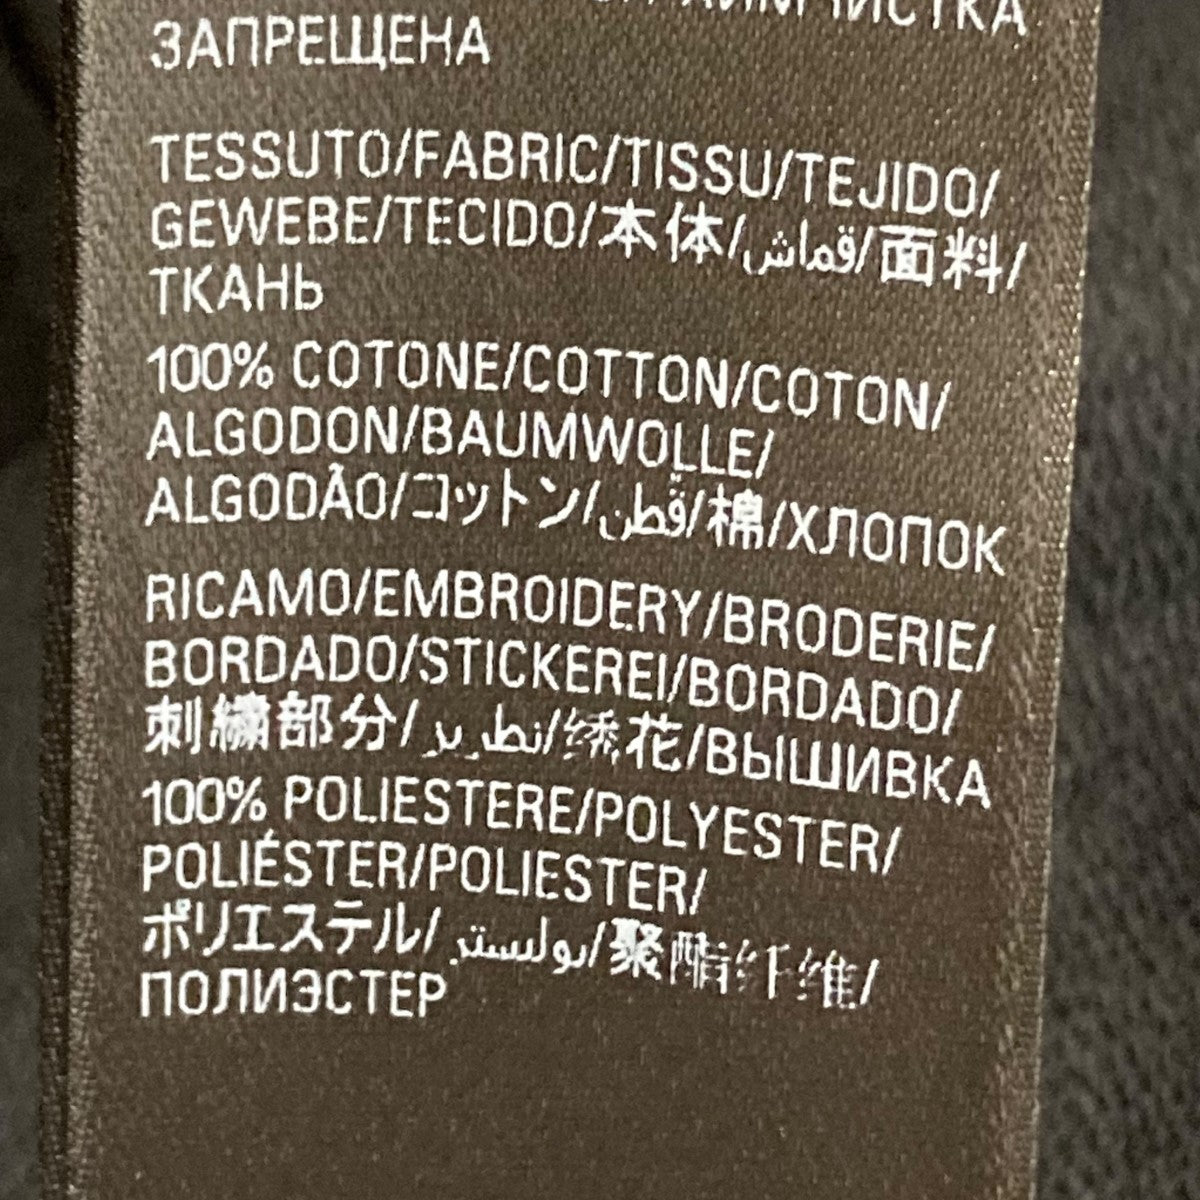 ХИМЧИСТКА
ЗАПРЕЩЕНА
TESSUTO/FABRIC/TISSU/TEJIDO/
GEWEBE/TECIDO/本体/قماش/面料/
ТКАНЬ
100% COTONE/COTTON/COTON/
ALGODON/BAUMWOLLE/
ALGODÃO/コットン/قطن/棉/ХЛОПОК
RICAMO/EMBROIDERY/BRODERIE/
BORDADO/STICKEREI/BORDADO/
刺繍部分/نطريز/绣花/ВЫШИВКА
100% POLIESTERE/POLYESTER/
POLIÉSTER/POLIESTER/
ポリエステル/بوليستر/聚酯纤维/
ПОЛИЭСТЕР